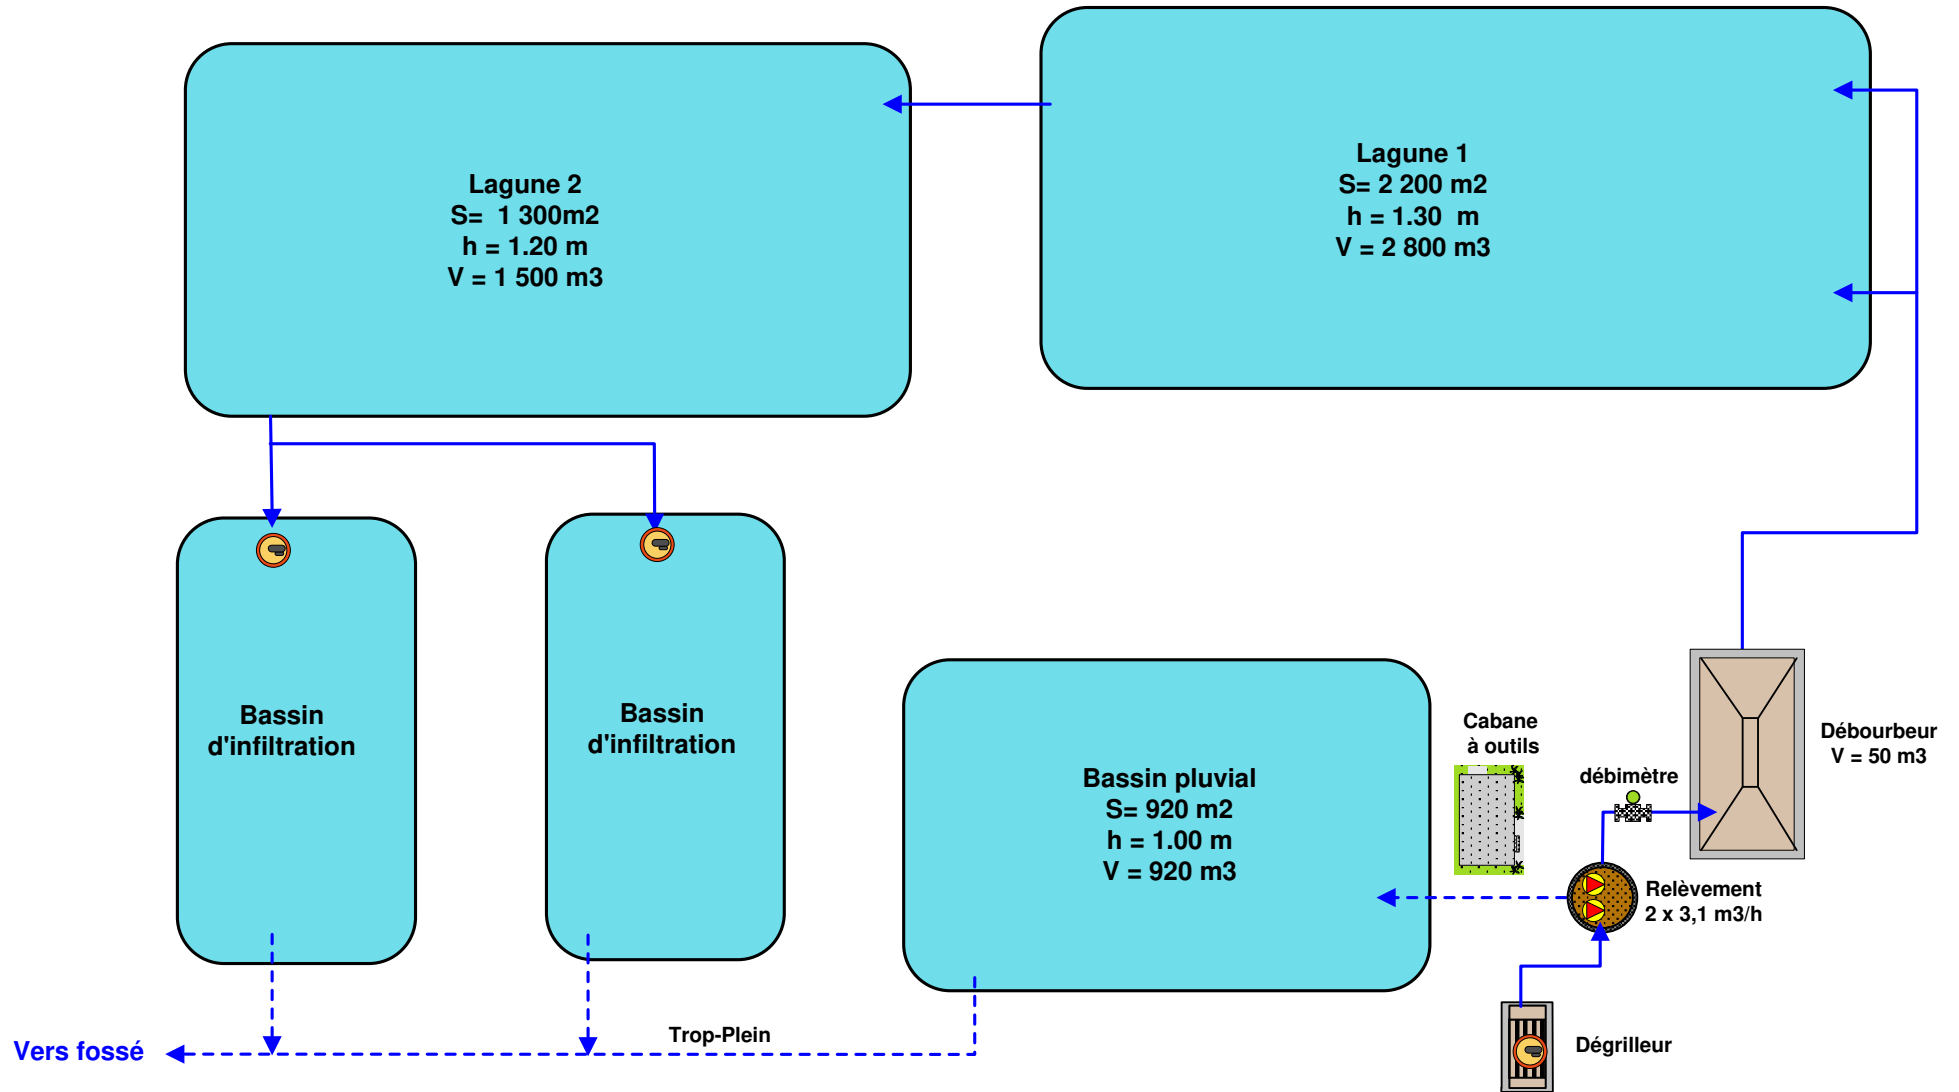 Lagune 1
S= 2 200 m2
h = 1.30 m
V = 2 800 m3
Lagune 2
S= 1 300m2
h = 1.20 m
V = 1 500 m3
Bassin
d'infiltration
Bassin
d'infiltration
Bassin pluvial
S= 920 m2
h = 1.00 m
V = 920 m3
Cabane
à outils
débimètre
Débourbeur
V = 50 m3
Relèvement
2 x 3,1 m3/h
Dégrilleur
Trop-Plein
Vers fossé